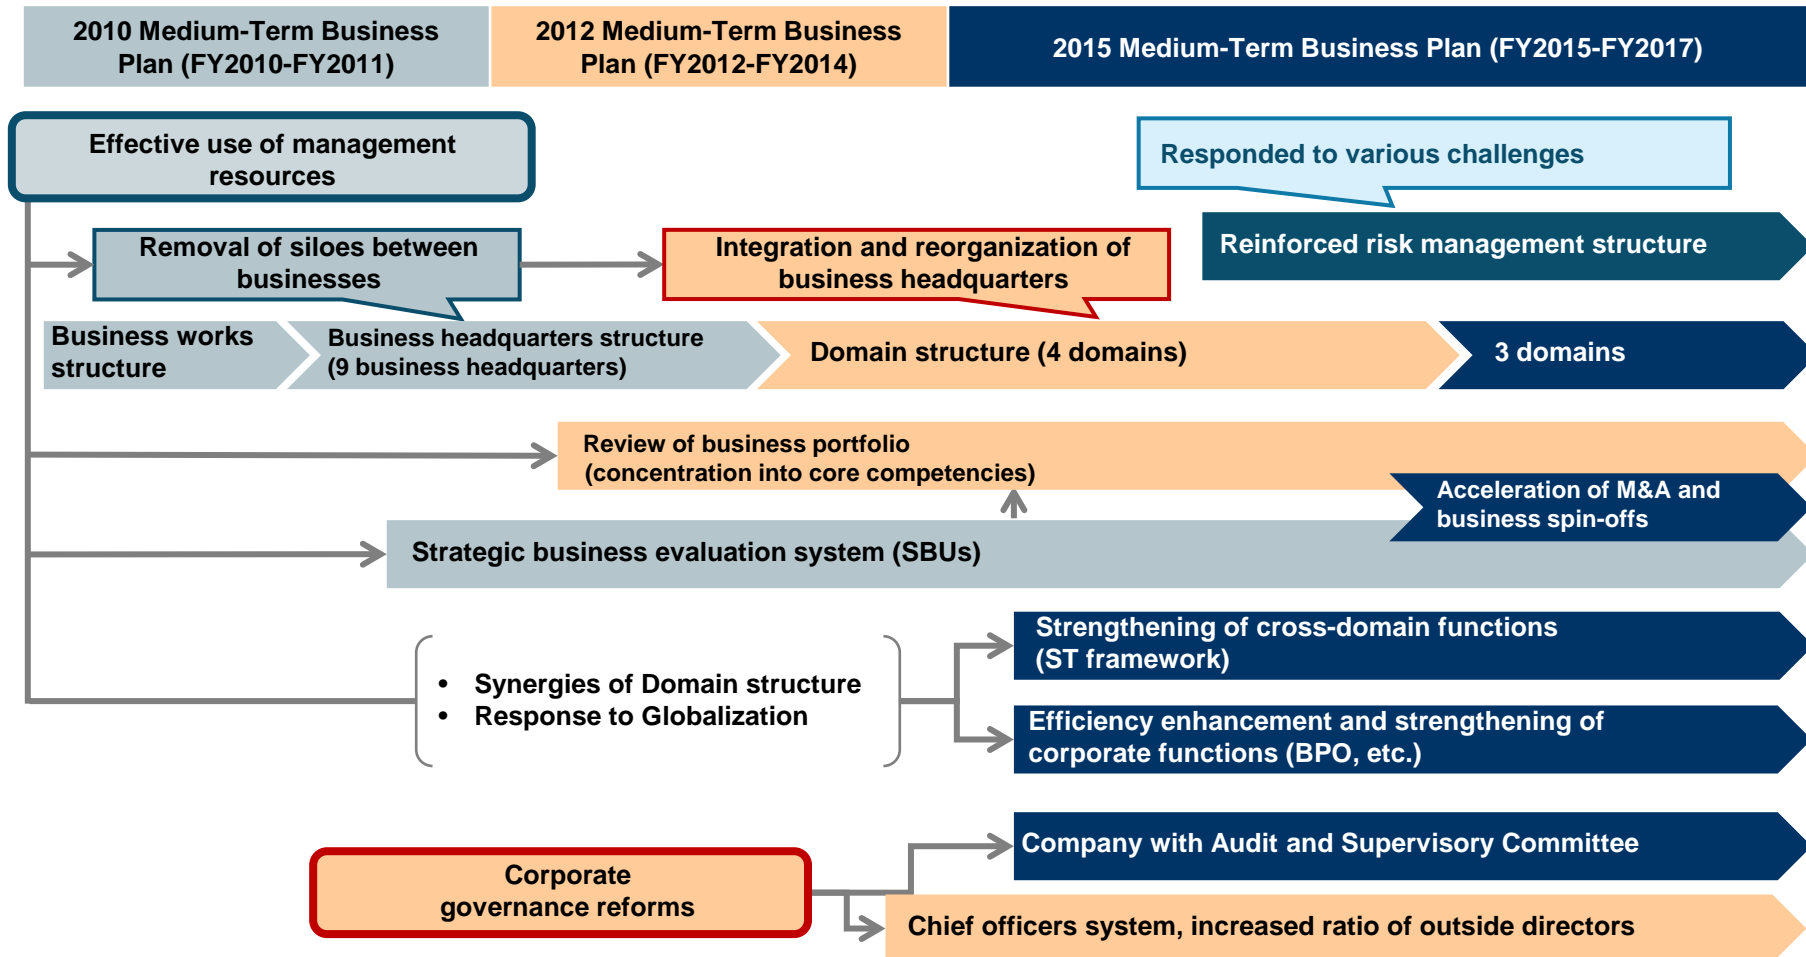 2010 Medium-Term Business
Plan (FY2010-FY2011)
2012 Medium-Term Business
Plan (FY2012-FY2014)
2015 Medium-Term Business Plan (FY2015-FY2017)
Effective use of management
resources
Responded to various challenges
Removal of siloes between
businesses
Integration and reorganization of
business headquarters
Reinforced risk management structure
Business works
structure
Business headquarters structure
(9 business headquarters)
Domain structure (4 domains)
3 domains
Review of business portfolio
(concentration into core competencies)
Acceleration of M&A and
business spin-offs
Strategic business evaluation system (SBUs)
Strengthening of cross-domain functions
(ST framework)
• Synergies of Domain structure
• Response to Globalization
Efficiency enhancement and strengthening of
corporate functions (BPO, etc.)
Company with Audit and Supervisory Committee
Corporate
governance reforms
Chief officers system, increased ratio of outside directors